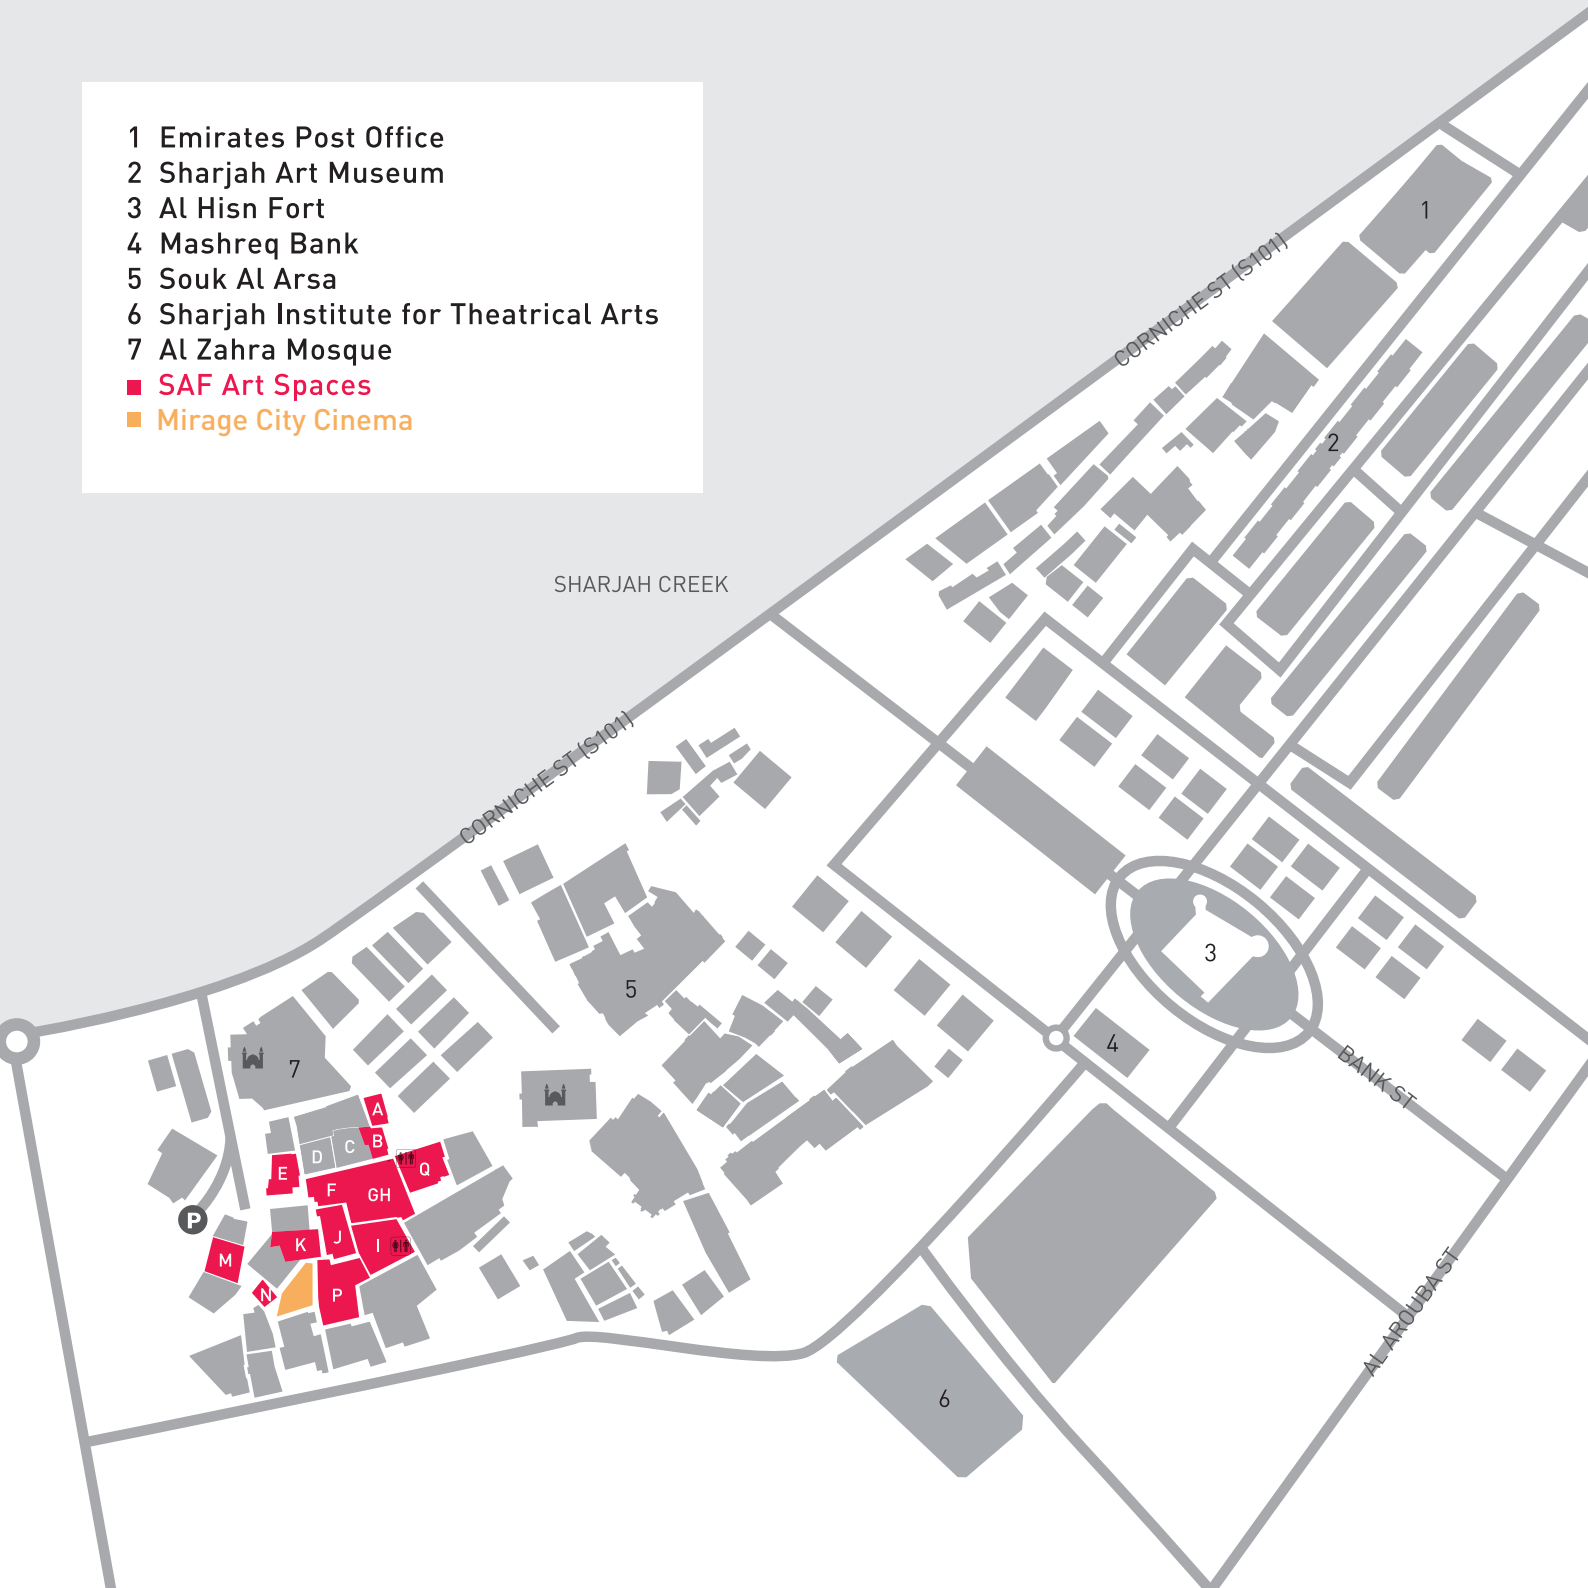 1 Emirates Post Office
2 Sharjah Art Museum
3 Al Hisn Fort
4 Mashreq Bank
5 Souk Al Arsa
6 Sharjah Institute for Theatrical Arts
7 Al Zahra Mosque
SAF Art Spaces
Mirage City Cinema
1
CORNICHE ST (S101)
2
SHARJAH CREEK
CORNICHE ST (S101)
3
5
4
7
BANK ST
A
B
C
D
E
Q
F
GH
P
J
I
K
M
N
P
AL AROUBA ST
6